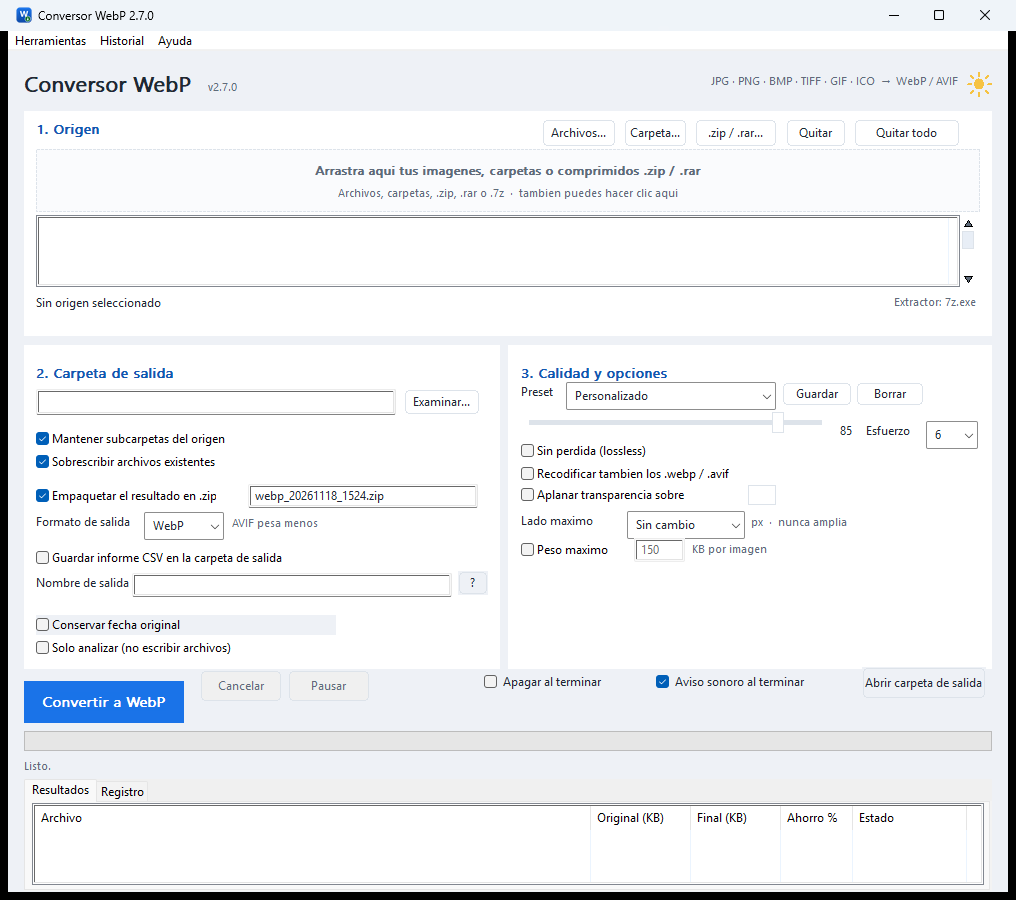 Conversor WebP 2.7.0
Herramientas Historial Ayuda
Conversor WebP v2.7.0
JPG · PNG · BMP · TIFF · GIF · ICO → WebP / AVIF
1. Origen
Archivos... Carpeta... .zip / .rar... Quitar Quitar todo
Arrastra aqui tus imagenes, carpetas o comprimidos .zip / .rar
Archivos, carpetas, .zip, .rar o .7z · tambien puedes hacer clic aqui
Sin origen seleccionado
Extractor: 7z.exe
2. Carpeta de salida
Examinar...
Mantener subcarpetas del origen
Sobrescribir archivos existentes
Empaquetar el resultado en .zip webp_20261118_1524.zip
Formato de salida WebP AVIF pesa menos
Guardar informe CSV en la carpeta de salida
Nombre de salida ?
Conservar fecha original
Solo analizar (no escribir archivos)
3. Calidad y opciones
Preset Personalizado Guardar Borrar
85 Esfuerzo 6
Sin perdida (lossless)
Recodificar tambien los .webp / .avif
Aplanar transparencia sobre
Lado maximo Sin cambio px · nunca amplia
Peso maximo 150 KB por imagen
Convertir a WebP Cancelar Pausar Apagar al terminar Aviso sonoro al terminar Abrir carpeta de salida
Listo.
Resultados Registro
Archivo Original (KB) Final (KB) Ahorro % Estado